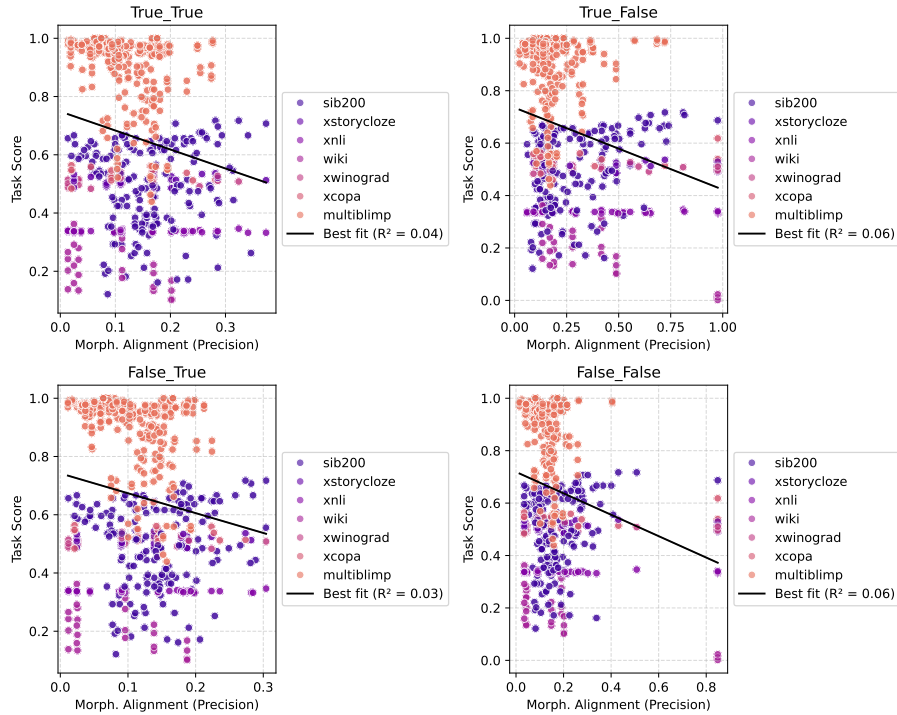 True_True
1.0
0.8
0.6
0.4
0.2
Task Score
0.0
0.1
0.2
0.3
Morph. Alignment (Precision)
sib200
xstorycloze
xnli
wiki
xwinograd
xcopa
multiblimp
Best fit (R² = 0.04)
True_False
1.0
0.8
0.6
0.4
0.2
0.0
Task Score
0.00
0.25
0.50
0.75
1.00
Morph. Alignment (Precision)
sib200
xstorycloze
xnli
wiki
xwinograd
xcopa
multiblimp
Best fit (R² = 0.06)
False_True
1.0
0.8
0.6
0.4
0.2
Task Score
0.0
0.1
0.2
0.3
Morph. Alignment (Precision)
sib200
xstorycloze
xnli
wiki
xwinograd
xcopa
multiblimp
Best fit (R² = 0.03)
False_False
1.0
0.8
0.6
0.4
0.2
0.0
Task Score
0.0
0.2
0.4
0.6
0.8
Morph. Alignment (Precision)
sib200
xstorycloze
xnli
wiki
xwinograd
xcopa
multiblimp
Best fit (R² = 0.06)